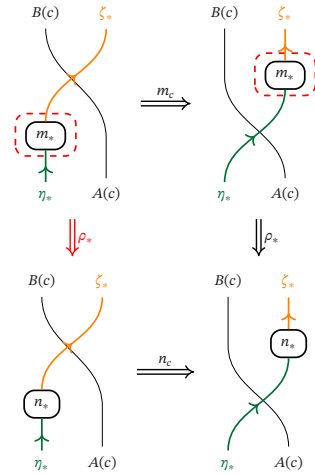 B(c) ζ∗ B(c) ζ∗
m∗
m_c
m∗
η∗ A(c) η∗ A(c)
ρ∗ ρ∗
B(c) ζ∗ B(c) ζ∗
n∗
n_c
n∗
η∗ A(c) η∗ A(c)